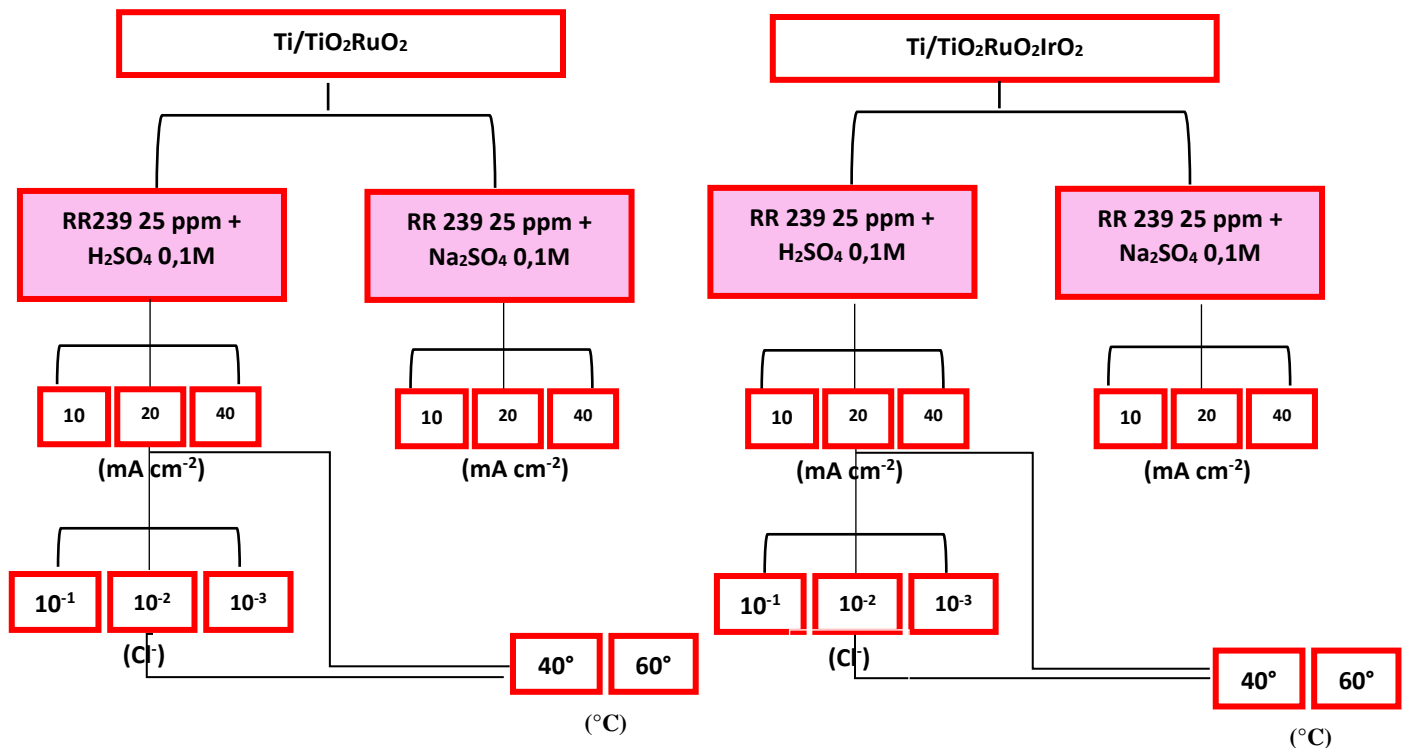 Ti/TiO₂RuO₂
RR239 25 ppm +
H₂SO₄ 0,1M
RR 239 25 ppm +
Na₂SO₄ 0,1M
10
20
40
(mA cm⁻²)
10
20
40
(mA cm⁻²)
10⁻¹
10⁻²
10⁻³
(Cl⁻)
40°
60°
(°C)
Ti/TiO₂RuO₂IrO₂
RR 239 25 ppm +
H₂SO₄ 0,1M
RR 239 25 ppm +
Na₂SO₄ 0,1M
10
20
40
(mA cm⁻²)
10
20
40
(mA cm⁻²)
10⁻¹
10⁻²
10⁻³
(Cl⁻)
40°
60°
(°C)